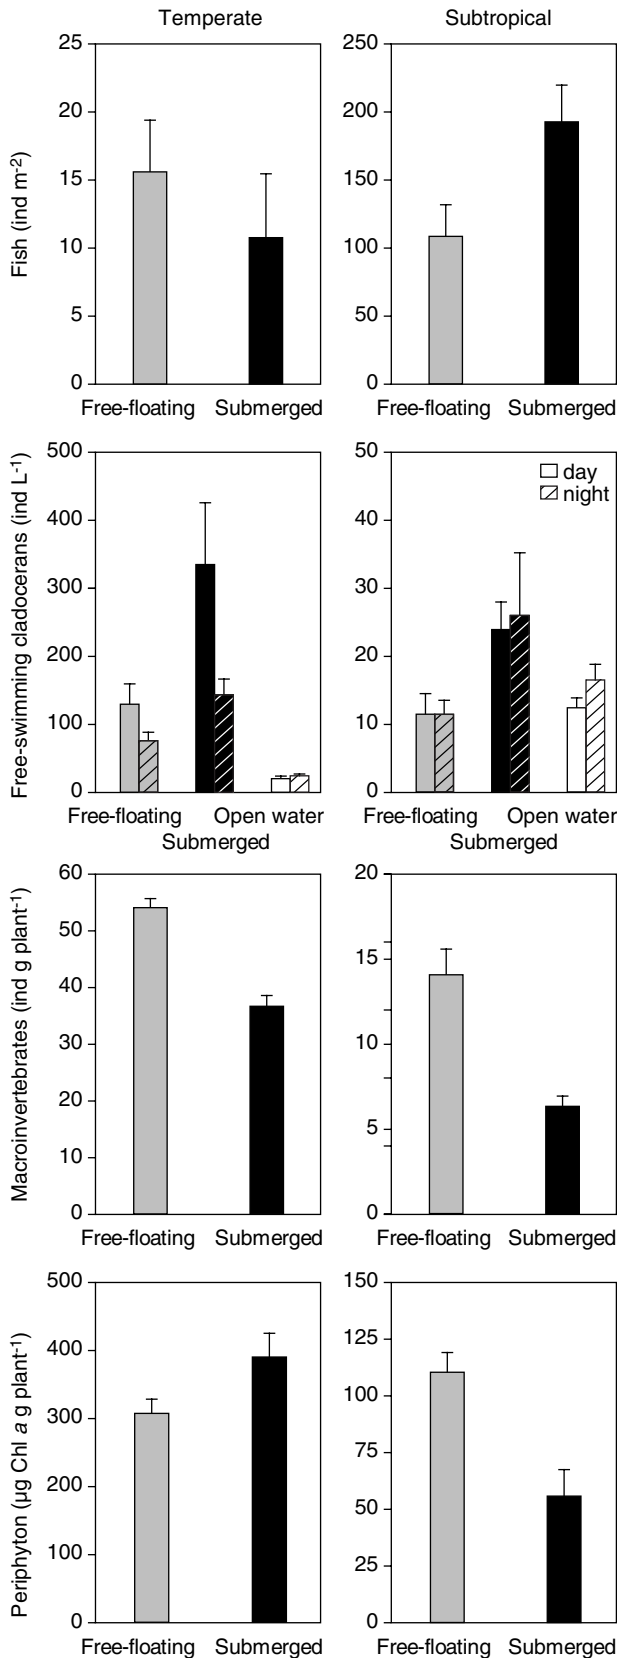 Temperate
Subtropical
Fish (ind m-2)
25
20
15
10
5
0
Free-floating Submerged
250
200
150
100
50
0
Free-floating Submerged
Free-swimming cladocerans (ind L-1)
500
400
300
200
100
0
Free-floating Open water
Submerged
50
40
30
20
10
0
day
night
Free-floating Open water
Submerged
Macroinvertebrates (ind g plant-1)
60
50
40
30
20
10
0
Free-floating Submerged
20
15
10
5
0
Free-floating Submerged
Periphyton (µg Chl a g plant-1)
500
400
300
200
100
0
Free-floating Submerged
150
125
100
75
50
25
0
Free-floating Submerged